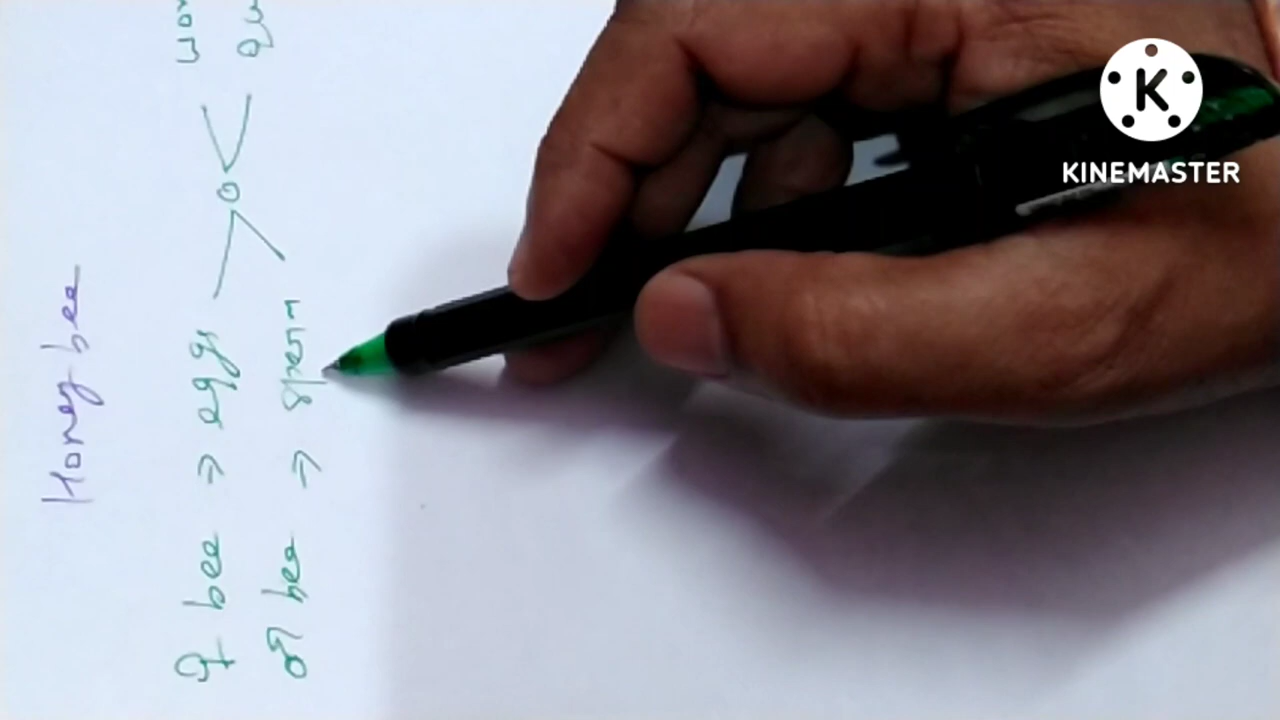 Honey bee
♀ bee ⇒ eggs
♂ bee ⇒ sperm
K
KINEMASTER